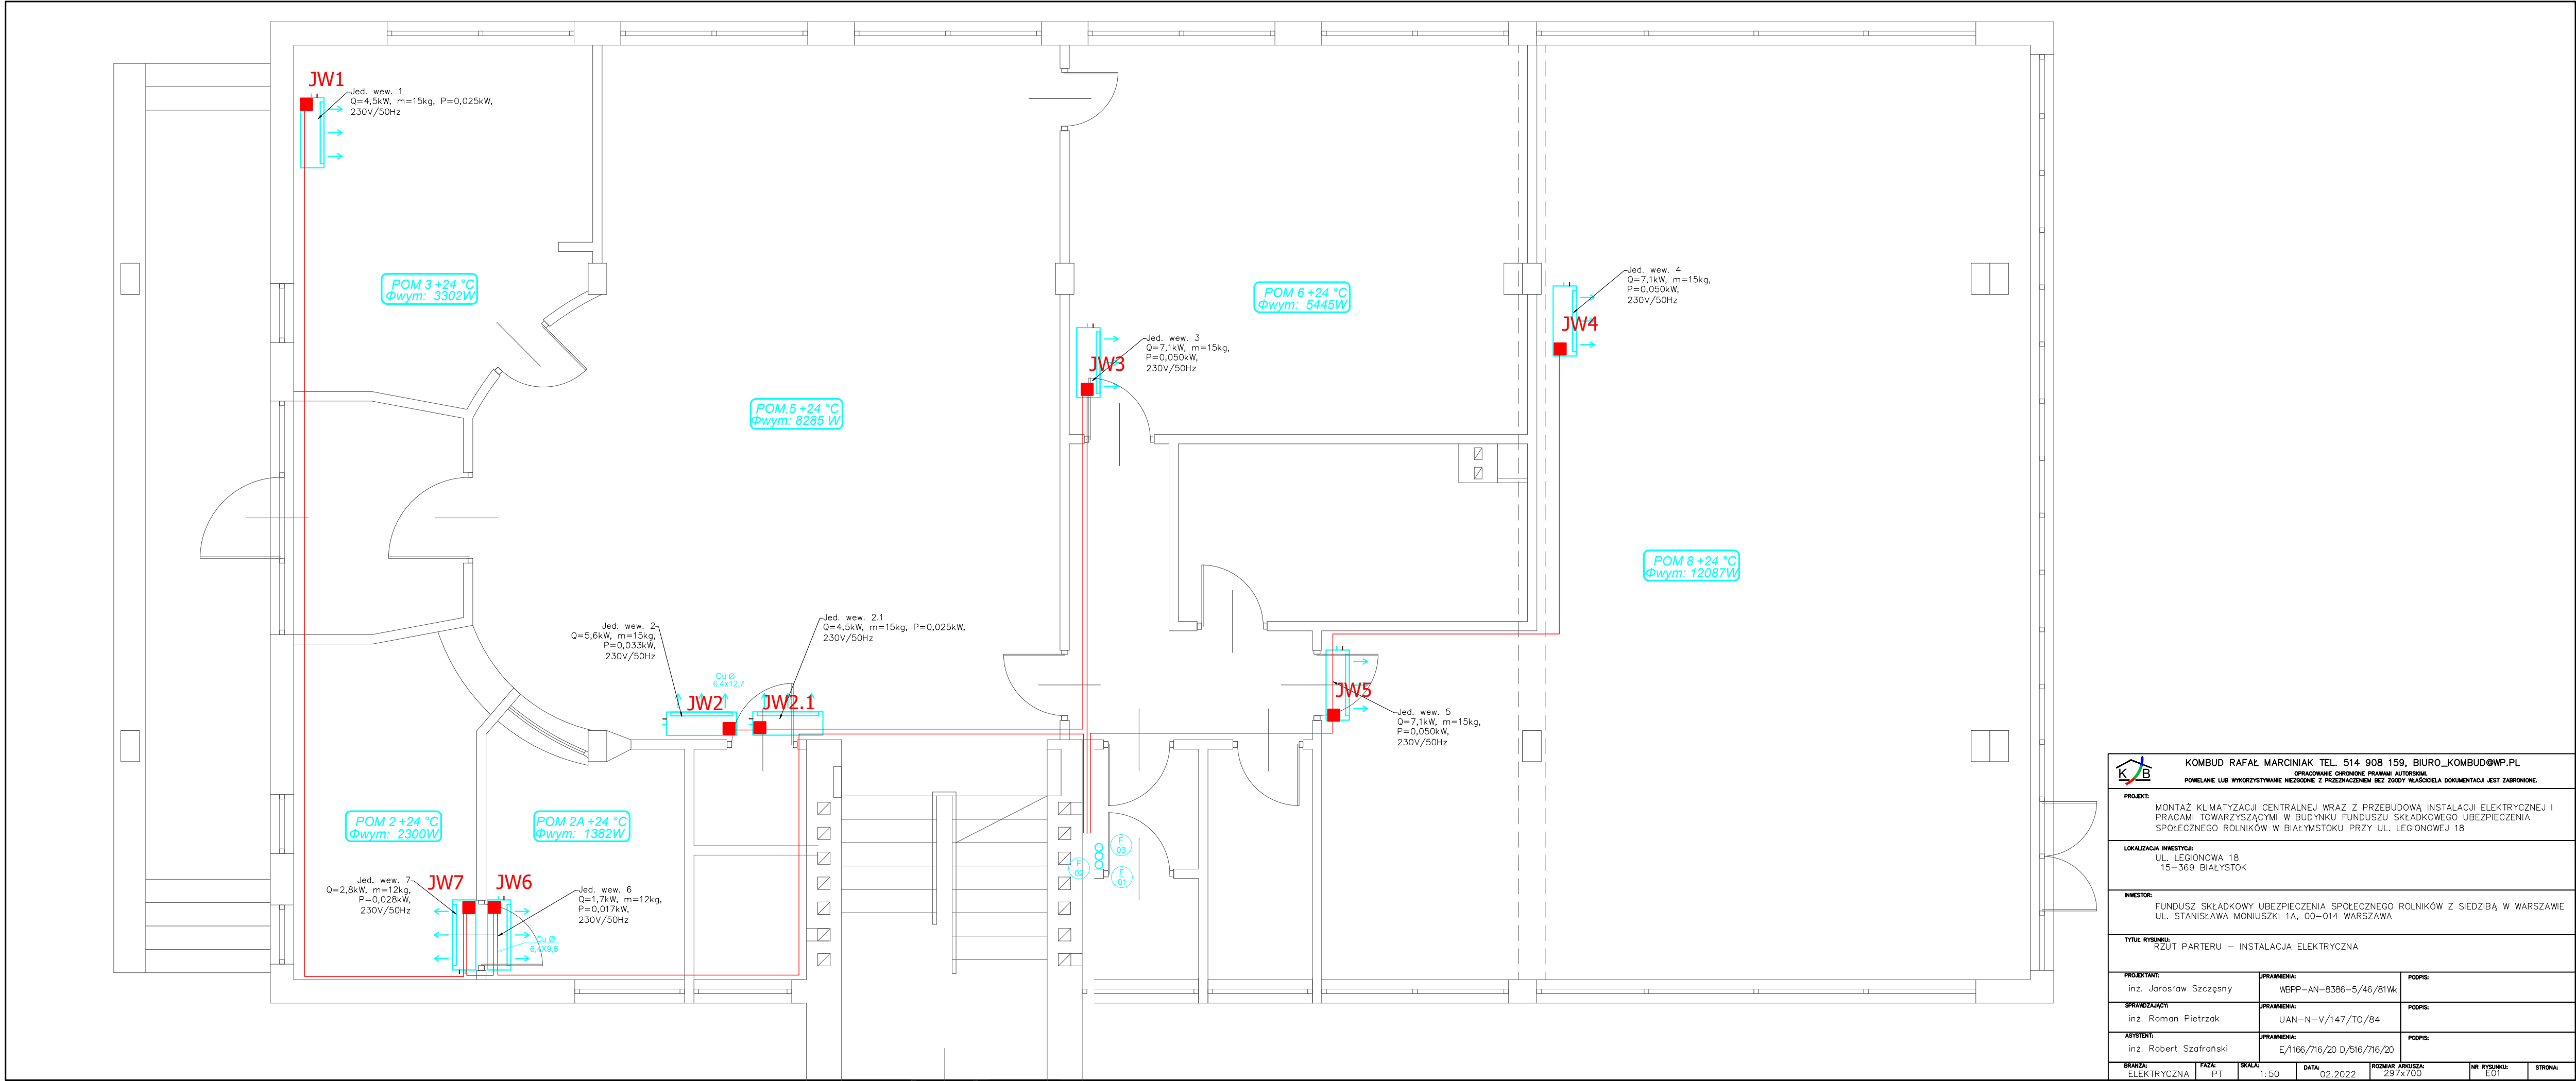 JW1
Jed. wew. 1
Q=4,5kW, m=15kg, P=0,025kW,
230V/50Hz
POM 3 +24 °C
Φwym: 3302W
POM.5 +24 °C
Φwym: 8285 W
POM 6 +24 °C
Φwym: 5445W
Jed. wew. 3
Q=7,1kW, m=15kg,
P=0,050kW,
230V/50Hz
JW3
Jed. wew. 4
Q=7,1kW, m=15kg,
P=0,050kW,
230V/50Hz
JW4
POM 8 +24 °C
Φwym: 12087W
Jed. wew. 2
Q=5,6kW, m=15kg,
P=0,033kW,
230V/50Hz
Jed. wew. 2.1
Q=4,5kW, m=15kg, P=0,025kW,
230V/50Hz
Cu Ø
6,4x12,7
JW2
JW2.1
JW5
Jed. wew. 5
Q=7,1kW, m=15kg,
P=0,050kW,
230V/50Hz
POM 2 +24 °C
Φwym: 2300W
POM 2A +24 °C
Φwym: 1382W
Jed. wew. 7
Q=2,8kW, m=12kg,
P=0,028kW,
230V/50Hz
JW7
JW6
Jed. wew. 6
Q=1,7kW, m=12kg,
P=0,017kW,
230V/50Hz
Cu Ø
03
02
01
K B
KOMBUD RAFAŁ MARCINIAK TEL. 514 908 159, BIURO_KOMBUD@WP.PL
OPRACOWANIE CHRONIONE PRAWAMI AUTORSKIMI.
POWIELANIE LUB WYKORZYSTYWANIE NIEZGODNIE Z PRZEZNACZENIEM BEZ ZGODY WŁAŚCICIELA DOKUMENTACJI JEST ZABRONIONE.
PROJEKT:
MONTAŻ KLIMATYZACJI CENTRALNEJ WRAZ Z PRZEBUDOWĄ INSTALACJI ELEKTRYCZNEJ I
PRACAMI TOWARZYSZĄCYMI W BUDYNKU FUNDUSZU SKŁADKOWEGO UBEZPIECZENIA
SPOŁECZNEGO ROLNIKÓW W BIAŁYMSTOKU PRZY UL. LEGIONOWEJ 18
LOKALIZACJA INWESTYCJI:
UL. LEGIONOWA 18
15-369 BIAŁYSTOK
INWESTOR:
FUNDUSZ SKŁADKOWY UBEZPIECZENIA SPOŁECZNEGO ROLNIKÓW Z SIEDZIBĄ W WARSZAWIE
UL. STANISŁAWA MONIUSZKI 1A, 00-014 WARSZAWA
TYTUŁ RYSUNKU:
RZUT PARTERU - INSTALACJA ELEKTRYCZNA
PROJEKTANT: UPRAWNIENIA: PODPIS:
inż. Jarosław Szczęsny WBPP-AN-8386-5/46/81Wk
SPRAWDZAJĄCY: UPRAWNIENIA: PODPIS:
inż. Roman Pietrzak UAN-N-V/147/TO/84
ASYSTENT: UPRAWNIENIA: PODPIS:
inż. Robert Szafrański E/1166/716/20 D/516/716/20
BRANŻA: FAZA: SKALA: DATA: ROZMIAR ARKUSZA: NR RYSUNKU: STRONA:
ELEKTRYCZNA PT 1:50 02.2022 297x700 E01